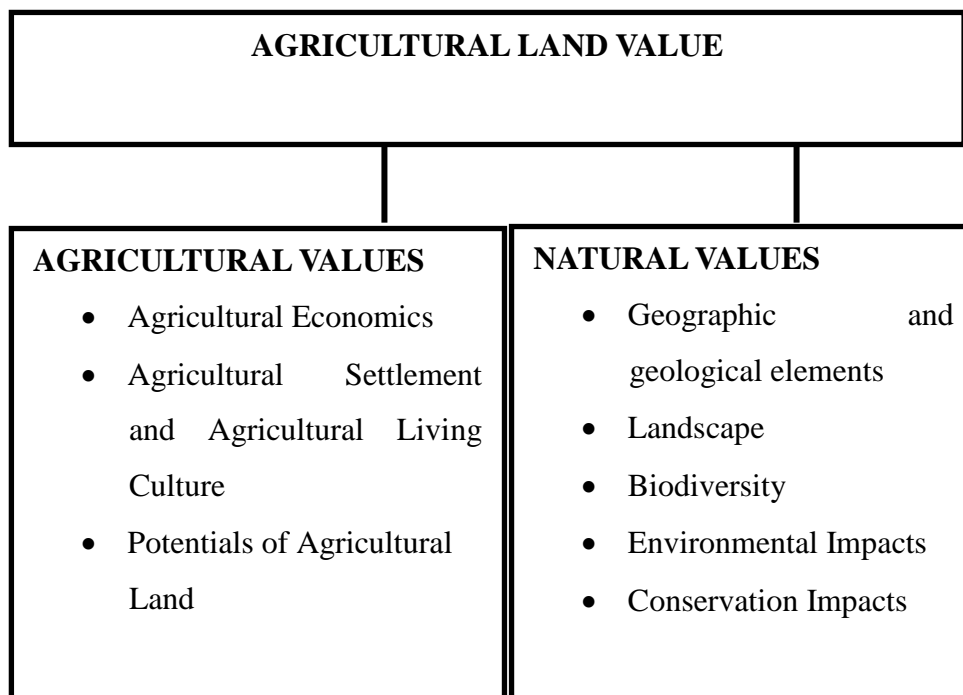 AGRICULTURAL LAND VALUE
AGRICULTURAL VALUES
• Agricultural Economics
• Agricultural Settlement
and Agricultural Living
Culture
• Potentials of Agricultural
Land
NATURAL VALUES
• Geographic and
geological elements
• Landscape
• Biodiversity
• Environmental Impacts
• Conservation Impacts